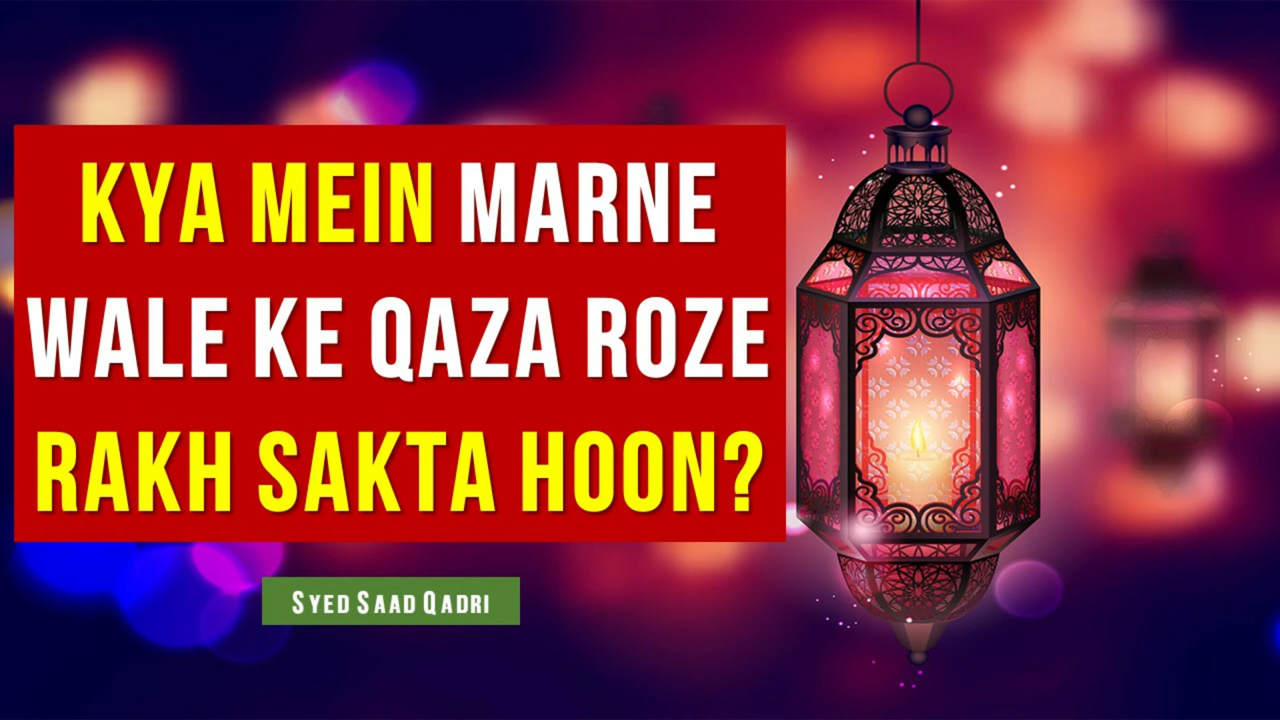 KYA MEIN MARNE
WALE KE QAZA ROZE
RAKH SAKTA HOON?
SYED SAAD QADRI